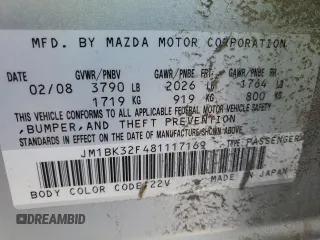 MFD. BY MAZDA MOTOR CORPORATION
GVWR/PNBV GAWR/PNBE FRT GAWR/PNBE RR
02/08 3790 LB 2026 LB 1764 LB
1719 KG 919 KG 800 KG
THIS VEHICLE CONFORMS TO ALL APPLICABLE FEDERAL MOTOR VEHICLE SAFETY
,BUMPER,AND THEFT PREVENTION
STANDARDS IN EFFECT ON THE DATE OF MANUFACTURE SHOWN ABOVE.
JM1BK32F481117169 TYPE:PASSENGER
BODY COLOR CODE:22V MADE IN JAPAN
DREAMBID